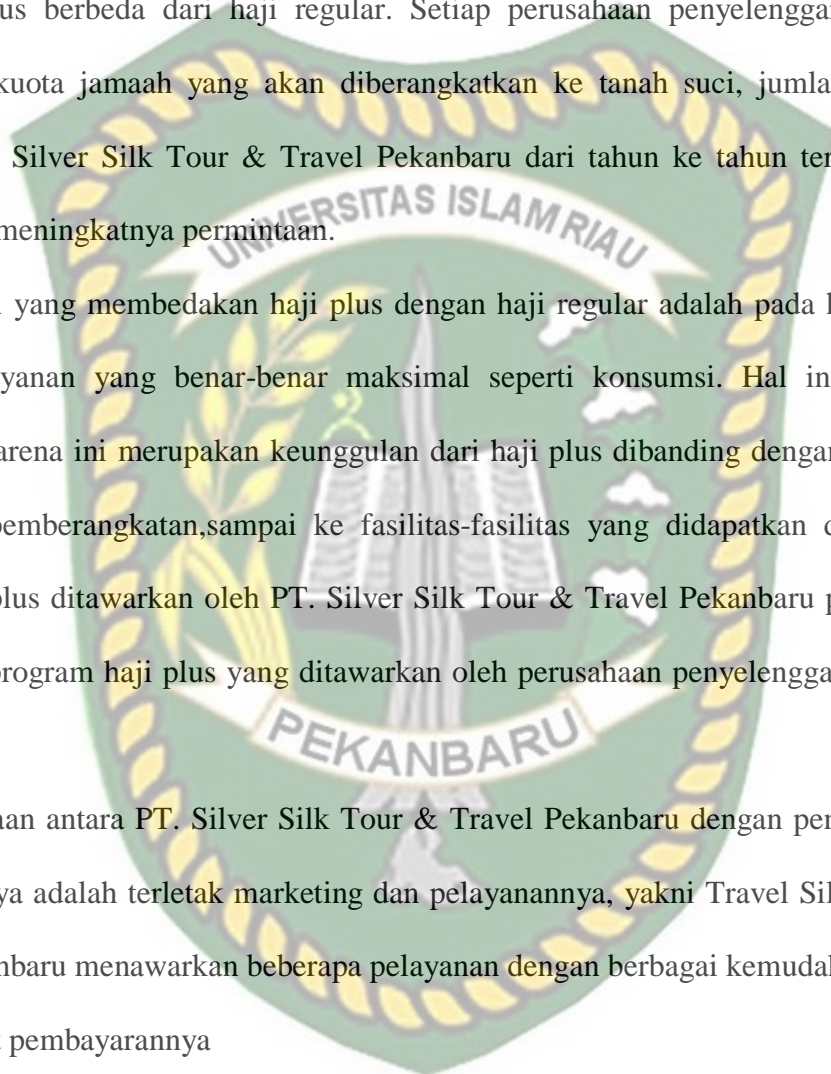 us berbeda dari haji regular. Setiap perusahaan penyelenggar
kuota jamaah yang akan diberangkatkan ke tanah suci, jumla
Silver Silk Tour & Travel Pekanbaru dari tahun ke tahun ter
UNIVERSITAS ISLAM RIAU
meningkatnya permintaan.
yang membedakan haji plus dengan haji regular adalah pada
yanan yang benar-benar maksimal seperti konsumsi. Hal in
arena ini merupakan keunggulan dari haji plus dibanding dengan
pemberangkatan,sampai ke fasilitas-fasilitas yang didapatkan
plus ditawarkan oleh PT. Silver Silk Tour & Travel Pekanbaru p
program haji plus yang ditawarkan oleh perusahaan penyelengga
PEKANBARU
aan antara PT. Silver Silk Tour & Travel Pekanbaru dengan pen
ya adalah terletak marketing dan pelayanannya, yakni Travel Sil
nbaru menawarkan beberapa pelayanan dengan berbagai kemudah
pembayarannya